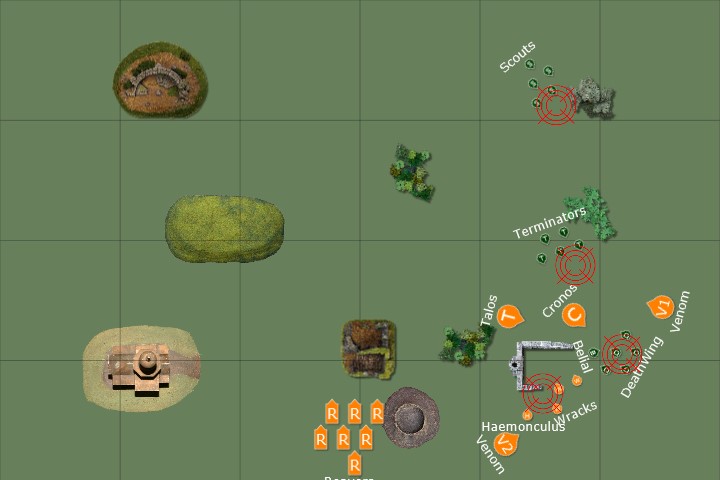 Scouts
Terminators
Talos
T
Cronos
C
V1
Venom
Belial
DeathWing
Wracks
Haemonculus
V2
Venom
R R R
R R R
R